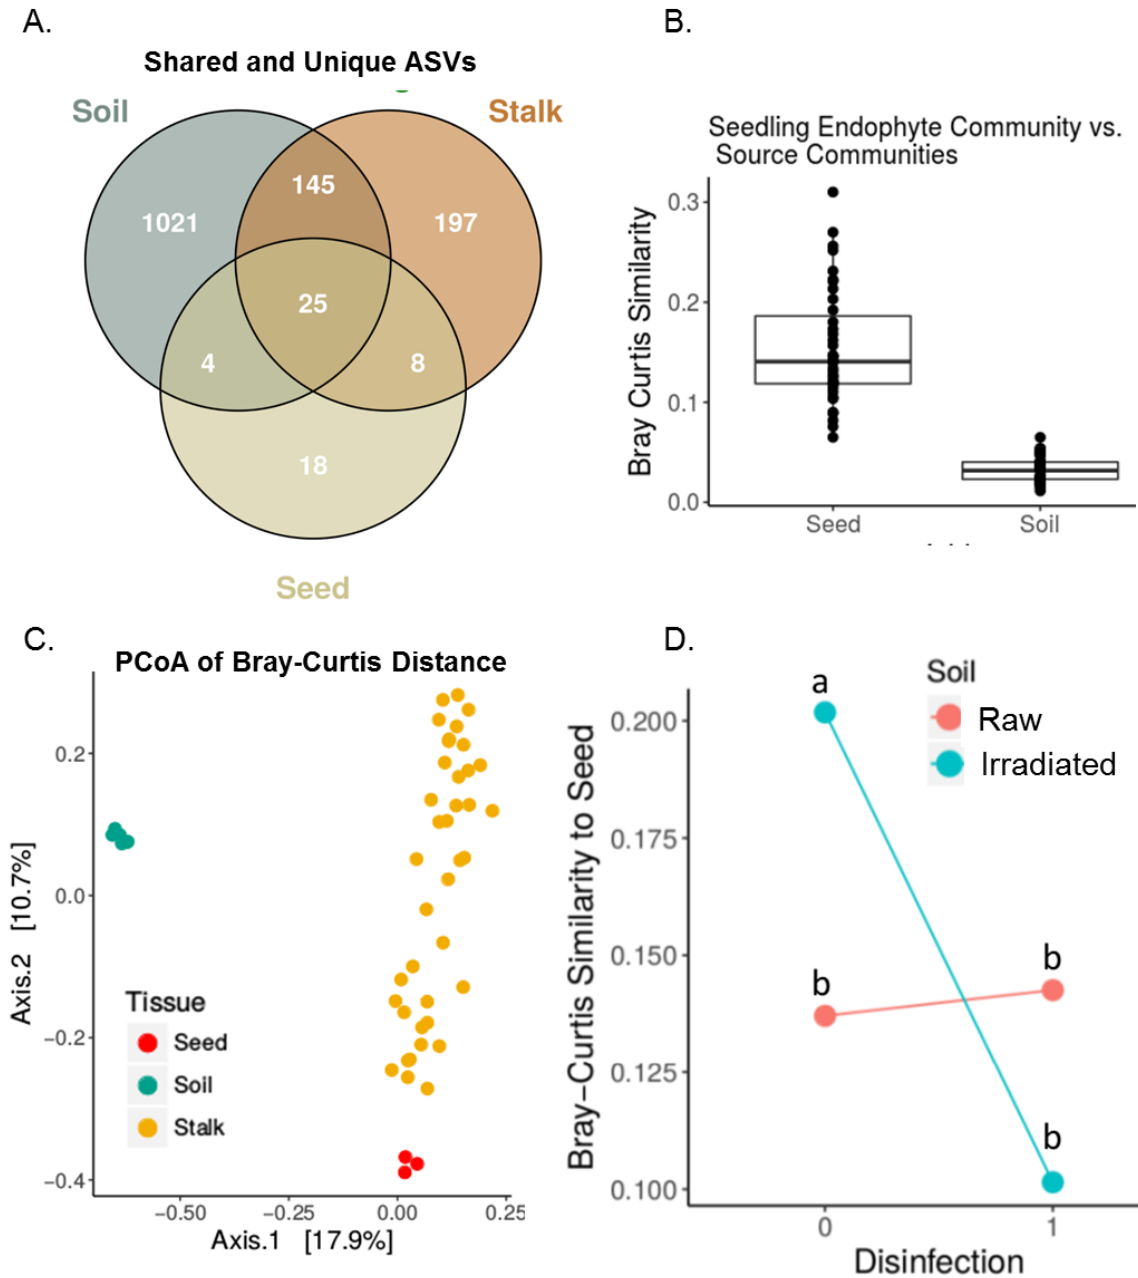 A.
Shared and Unique ASVs
Soil
Stalk
145
1021
197
25
4
8
18
Seed
B.
Seedling Endophyte Community vs.
Source Communities
Bray Curtis Similarity
0.3
0.2
0.1
0.0
Seed
Soil
C.
PCoA of Bray-Curtis Distance
Axis.2 [10.7%]
0.2
0.0
−0.2
−0.4
Tissue
Seed
Soil
Stalk
−0.50
−0.25
0.00
0.25
Axis.1 [17.9%]
D.
Soil
Raw
Irradiated
Bray−Curtis Similarity to Seed
0.200
0.175
0.150
0.125
0.100
a
b
b
b
0
1
Disinfection